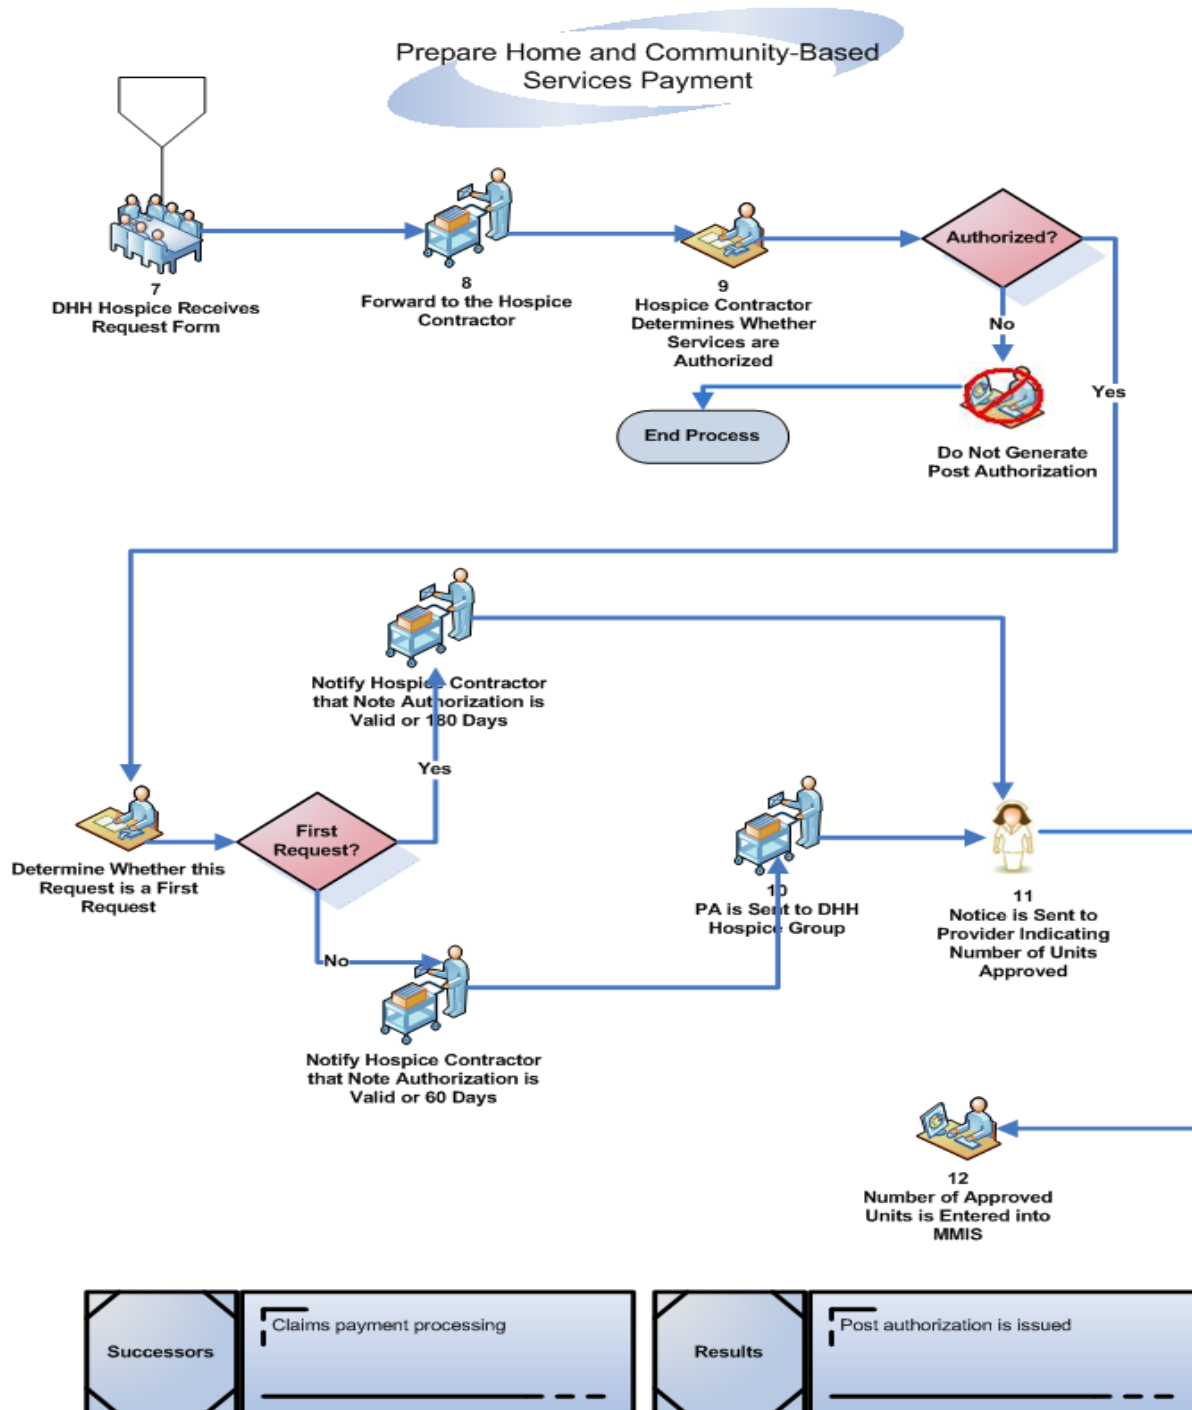 Prepare Home and Community-Based
Services Payment
7
DHH Hospice Receives
Request Form
8
Forward to the Hospice
Contractor
9
Hospice Contractor
Determines Whether
Services are
Authorized
Authorized?
No
Yes
Do Not Generate
Post Authorization
End Process
Notify Hospice Contractor
that Note Authorization is
Valid or 180 Days
Yes
Determine Whether this
Request is a First
Request
First
Request?
No
Notify Hospice Contractor
that Note Authorization is
Valid or 60 Days
10
PA is Sent to DHH
Hospice Group
11
Notice is Sent to
Provider Indicating
Number of Units
Approved
12
Number of Approved
Units is Entered into
MMIS
Successors
Claims payment processing
Results
Post authorization is issued